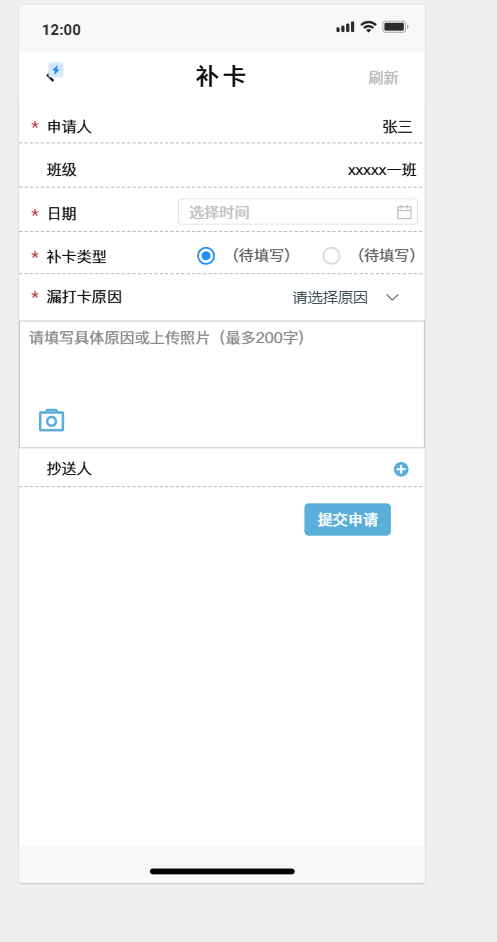 12:00
补卡
刷新
* 申请人 张三
班级 xxxxx一班
* 日期 选择时间
* 补卡类型 （待填写） （待填写）
* 漏打卡原因 请选择原因
请填写具体原因或上传照片（最多200字）
抄送人
提交申请